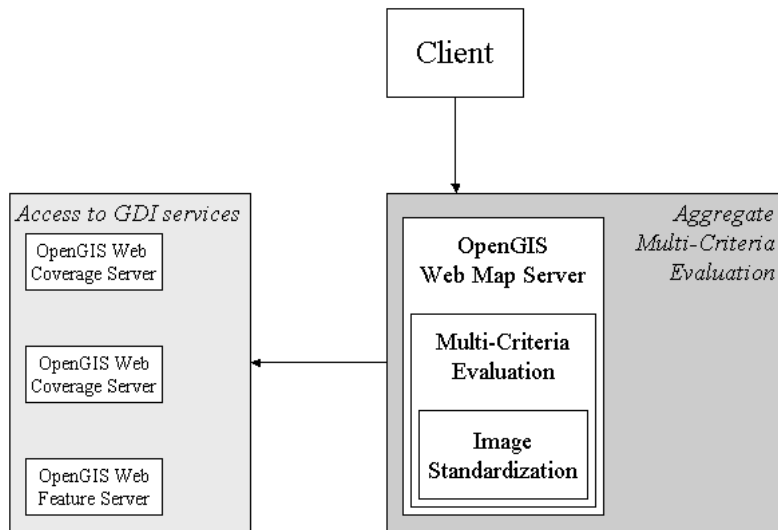 Client
Access to GDI services
OpenGIS Web
Coverage Server
OpenGIS Web
Coverage Server
OpenGIS Web
Feature Server
Aggregate
Multi-Criteria
Evaluation
OpenGIS
Web Map Server
Multi-Criteria
Evaluation
Image
Standardization